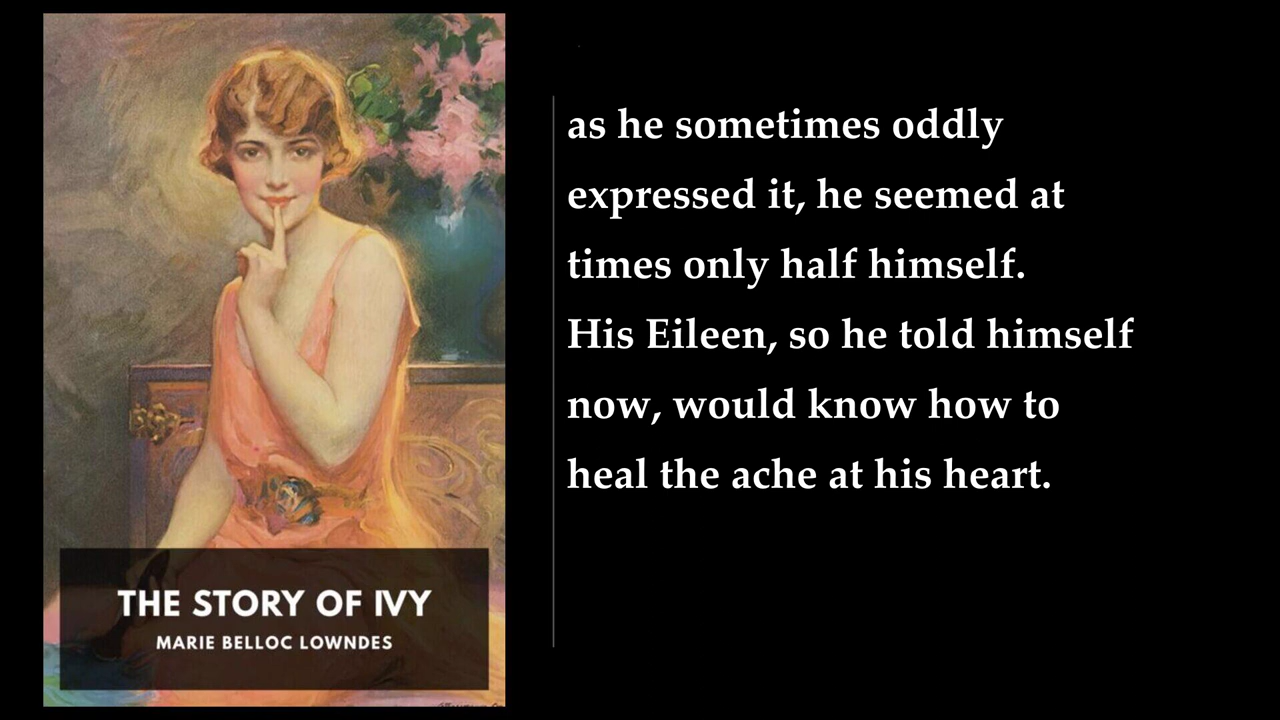 THE STORY OF IVY
MARIE BELLOC LOWNDES
as he sometimes oddly
expressed it, he seemed at
times only half himself.
His Eileen, so he told himself
now, would know how to
heal the ache at his heart.